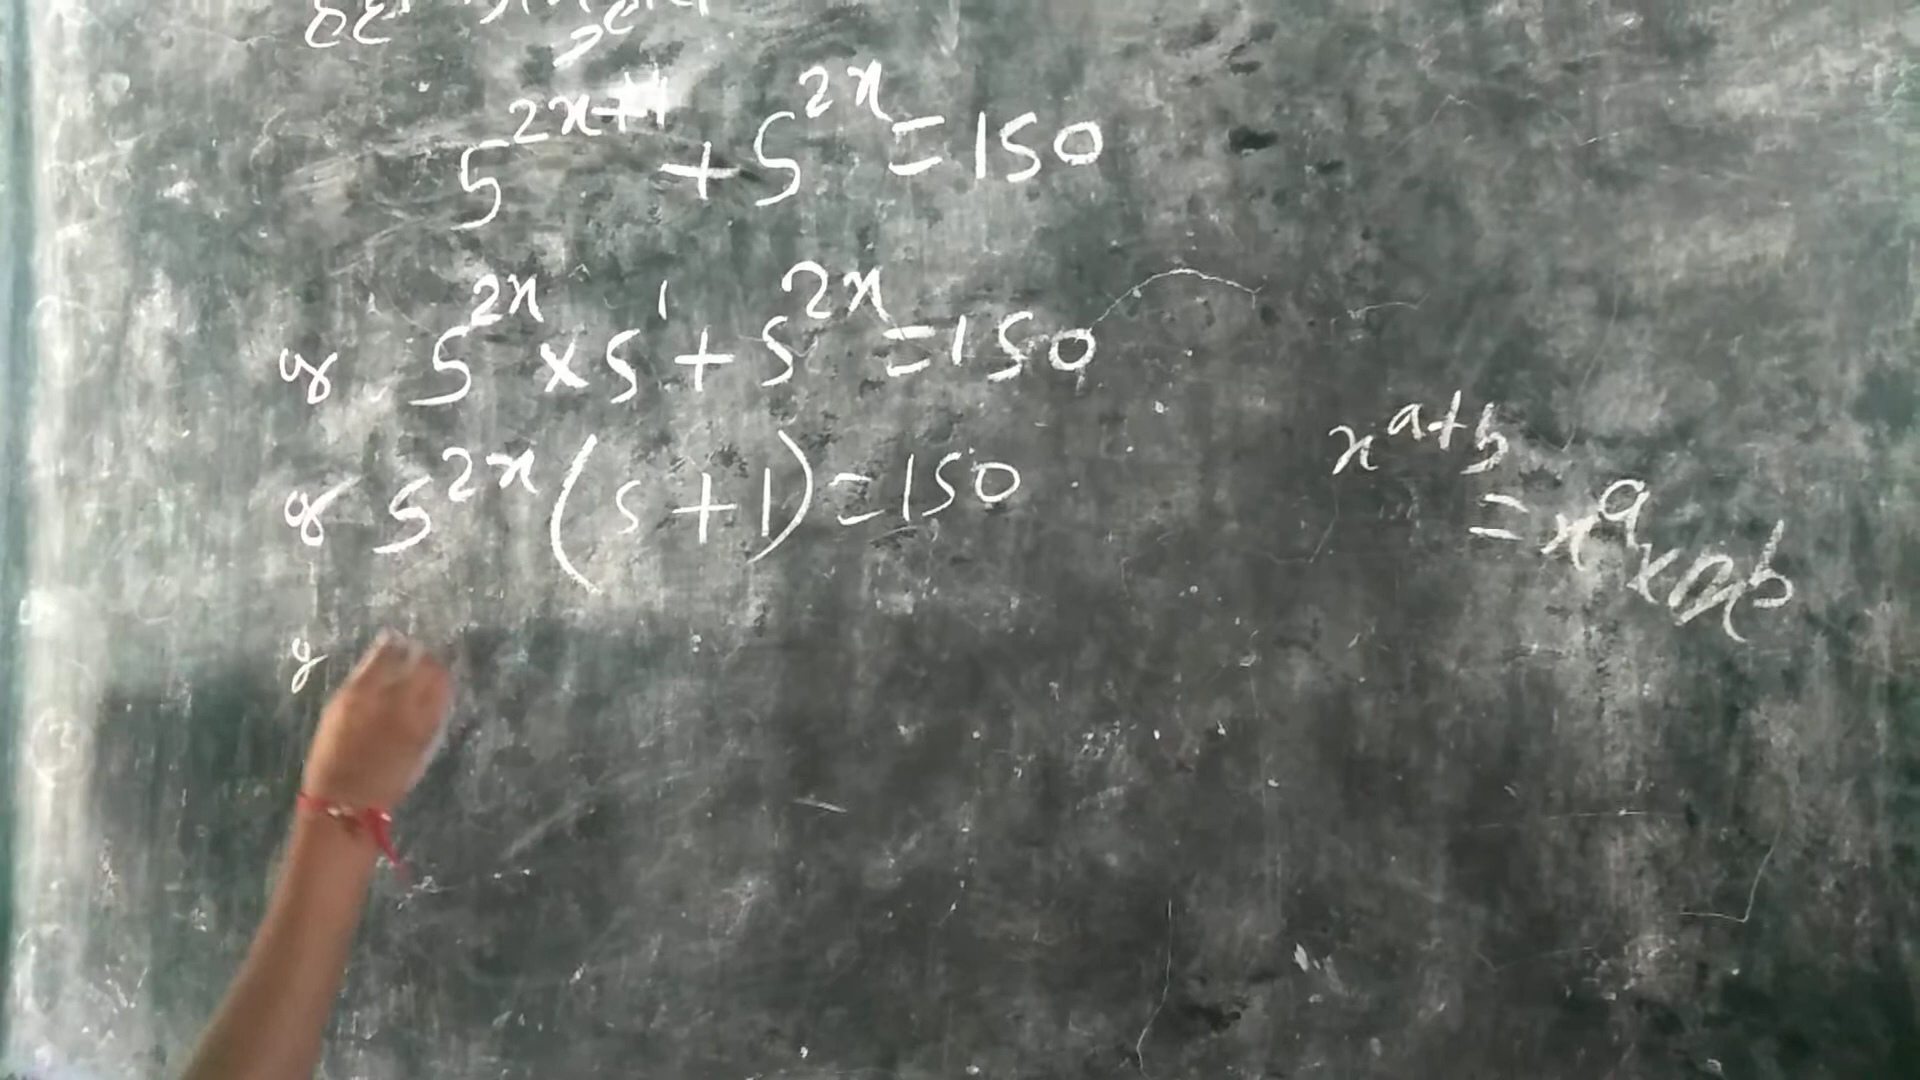 5^{2x+1} + 5^{2x} = 150
or 5^{2x} × 5^1 + 5^{2x} = 150
or 5^{2x} (5 + 1) = 150
or
x^{a+b}
= x^a × x^b